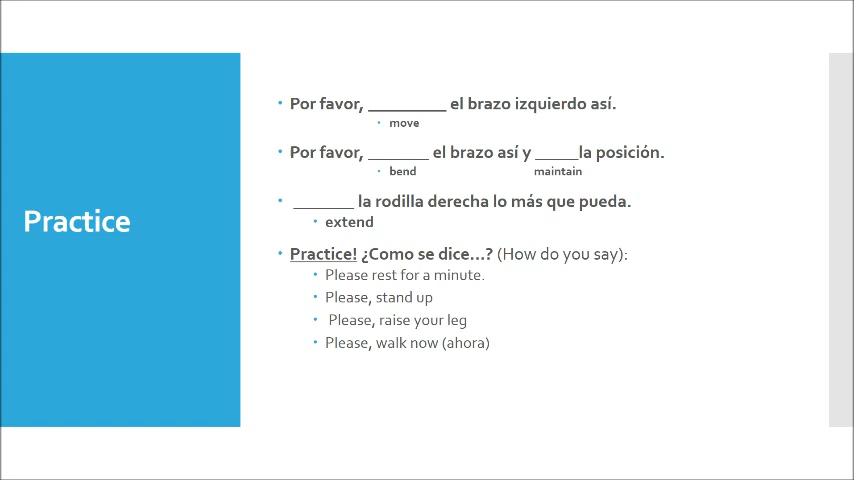 Practice
Por favor, _________ el brazo izquierdo así.
move
Por favor, _______ el brazo así y _____la posición.
bend maintain
_______ la rodilla derecha lo más que pueda.
extend
Practice! ¿Como se dice...? (How do you say):
Please rest for a minute.
Please, stand up
Please, raise your leg
Please, walk now (ahora)